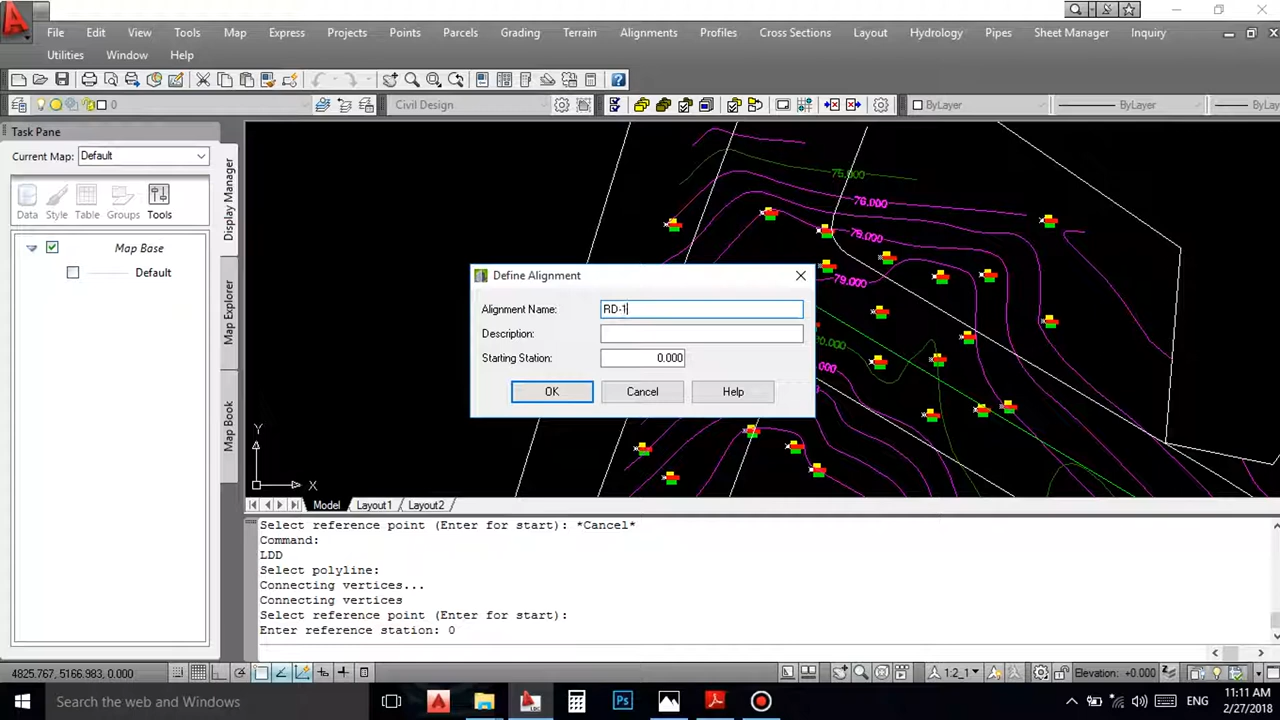 File Edit View Tools Map Express Projects Points Parcels Grading Terrain Alignments Profiles Cross Sections Layout Hydrology Pipes Sheet Manager Inquiry
Utilities Window Help
0 Civil Design ByLayer ByLayer
Task Pane
Current Map: Default
Data Style Table Groups Tools
Display Manager
Map Explorer
Map Book
Map Base
Default
75.000
76.000
78.000
79.000
Define Alignment
Alignment Name: RD-1
Description:
Starting Station: 0.000
OK Cancel Help
Y
X
Model Layout1 Layout2
Select reference point (Enter for start): *Cancel*
Command:
LDD
Select polyline:
Connecting vertices...
Connecting vertices
Select reference point (Enter for start):
Enter reference station: 0
4825.767, 5166.983, 0.000 1:2_1 Elevation: +0.000
Search the web and Windows
Ps
ENG
11:11 AM
2/27/2018